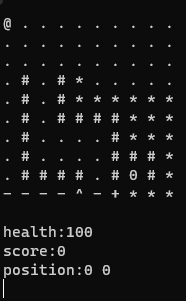 @ . . . . . . . . .
. . . . . . . . . .
. . . . . . . . . .
. # . # * . . . . .
. # . # * * * * * *
. # . # # # # * * *
. # . . . . # * * *
. # . . . . # # # *
. # # # # . # 0 # *
- - - - ^ - + * * *
health:100
score:0
position:0 0